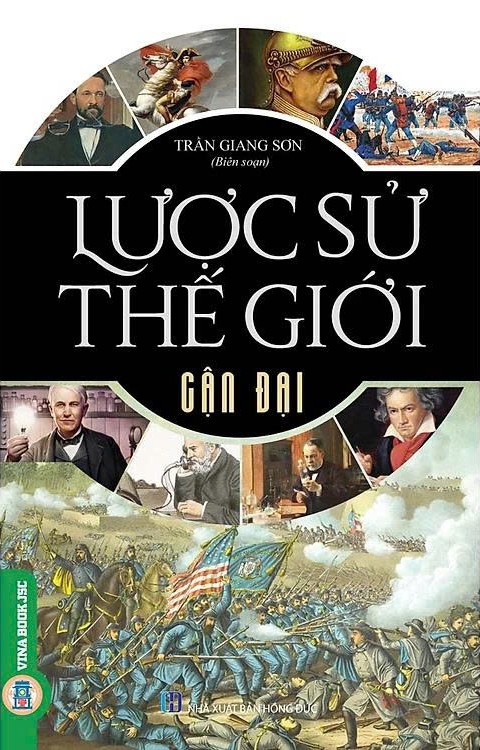 TRẦN GIANG SƠN
(Biên soạn)
LƯỢC SỬ
THẾ GIỚI
CẬN ĐẠI
VINA BOOK.JSC
NHÀ XUẤT BẢN HỒNG ĐỨC